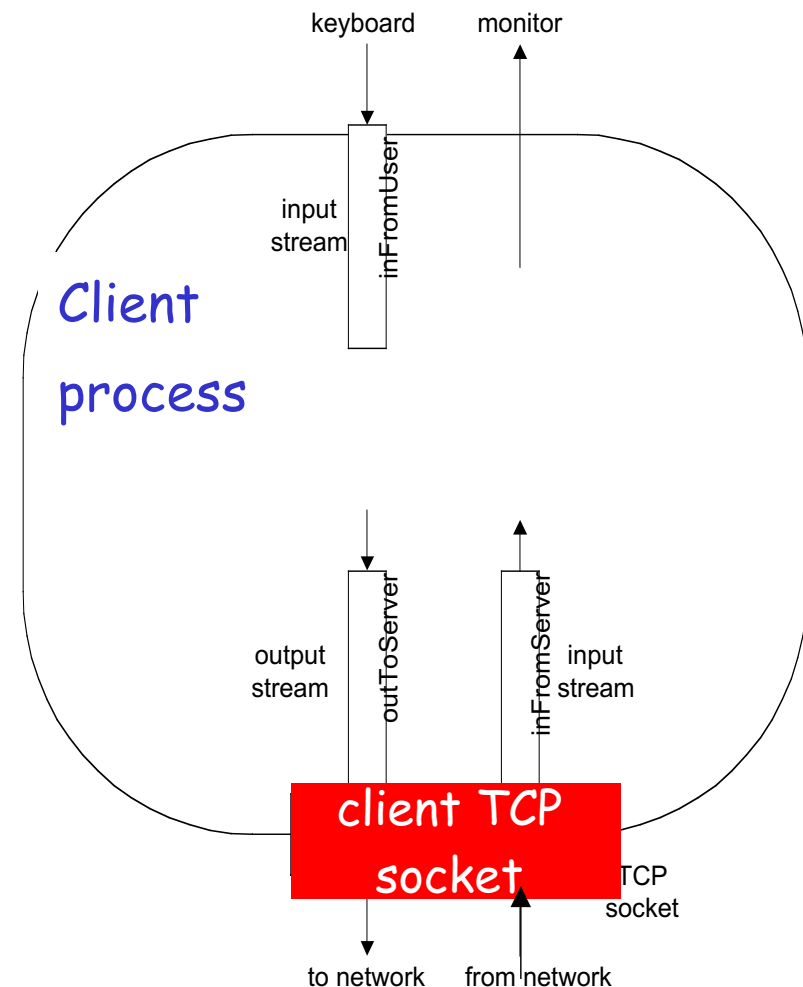 keyboard
monitor
inFromUser
input
stream
Client
process
output
stream
outToServer
inFromServer
input
stream
client TCP
socket
TCP
socket
to network
from network